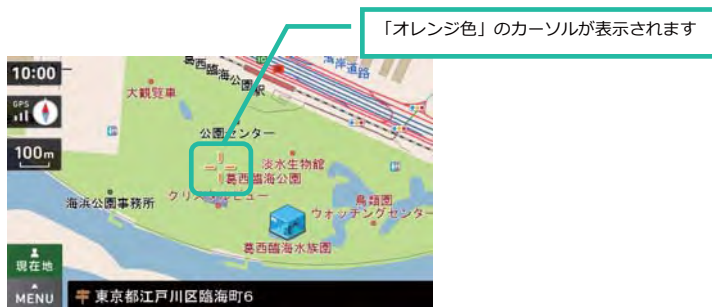 「オレンジ色」のカーソルが表示されます
10:00
葛西臨海公園駅
湾岸道路
大観覧車
GPS
公園センター
100m
淡水生物館
葛西臨海公園
クリスタルビュー
海浜公園事務所
鳥類園
ウォッチングセンター
葛西臨海水族園
現在地
MENU
東京都江戸川区臨海町6